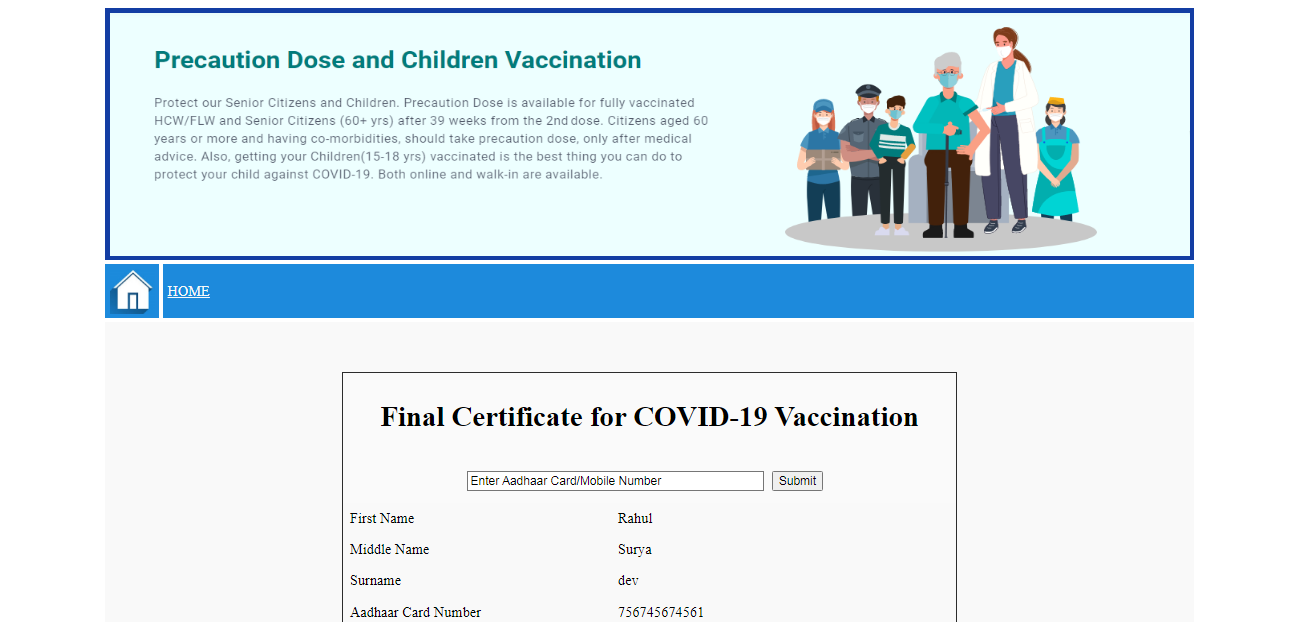 Precaution Dose and Children Vaccination
Protect our Senior Citizens and Children. Precaution Dose is available for fully vaccinated
HCW/FLW and Senior Citizens (60+ yrs) after 39 weeks from the 2nd dose. Citizens aged 60
years or more and having co-morbidities, should take precaution dose, only after medical
advice. Also, getting your Children(15-18 yrs) vaccinated is the best thing you can do to
protect your child against COVID-19. Both online and walk-in are available.
HOME
Final Certificate for COVID-19 Vaccination
Enter Aadhaar Card/Mobile Number Submit
First Name Rahul
Middle Name Surya
Surname dev
Aadhaar Card Number 756745674561